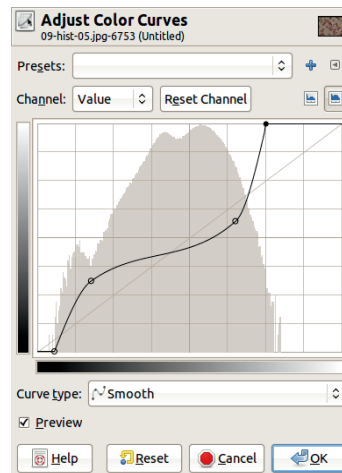 Adjust Color Curves
09-hist-05.jpg-6753 (Untitled)
Presets:
Channel: Value Reset Channel
Curve type: Smooth
Preview
Help Reset Cancel OK